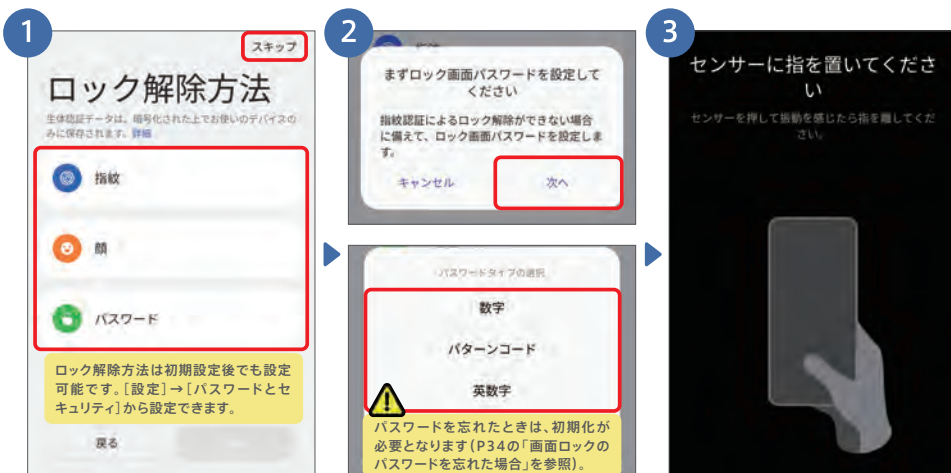 1
スキップ
ロック解除方法
生体認証データは、暗号化された上でお使いのデバイスの
みに保存されます。詳細
指紋
顔
パスワード
ロック解除方法は初期設定後でも設定
可能です。[設定]→[パスワードとセ
キュリティ]から設定できます。
戻る
2
まずロック画面パスワードを設定して
ください
指紋認証によるロック解除ができない場合
に備えて、ロック画面パスワードを設定しま
す。
キャンセル
次へ
パスワードタイプの選択
数字
パターンコード
英数字
パスワードを忘れたときは、初期化が
必要となります(P34の「画面ロックの
パスワードを忘れた場合」を参照)。
3
センサーに指を置いてくださ
い
センサーを押して振動を感じたら指を離してくだ
さい。